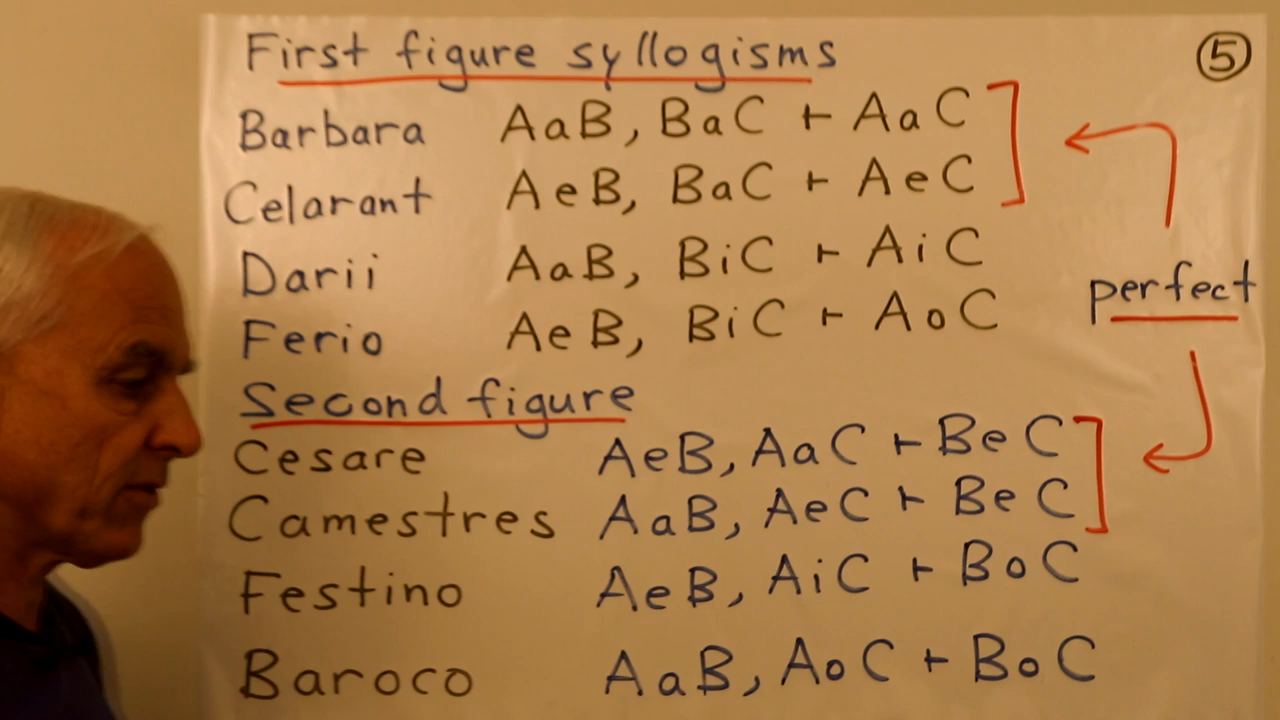 First figure syllogisms ⑤
Barbara AaB, BaC ⊢ AaC
Celarant AeB, BaC ⊢ AeC
Darii AaB, BiC ⊢ AiC
perfect
Ferio AeB, BiC ⊢ AoC
Second figure
Cesare AeB, AaC ⊢ BeC
Camestres AaB, AeC ⊢ BeC
Festino AeB, AiC ⊢ BoC
Baroco AaB, AoC ⊢ BoC